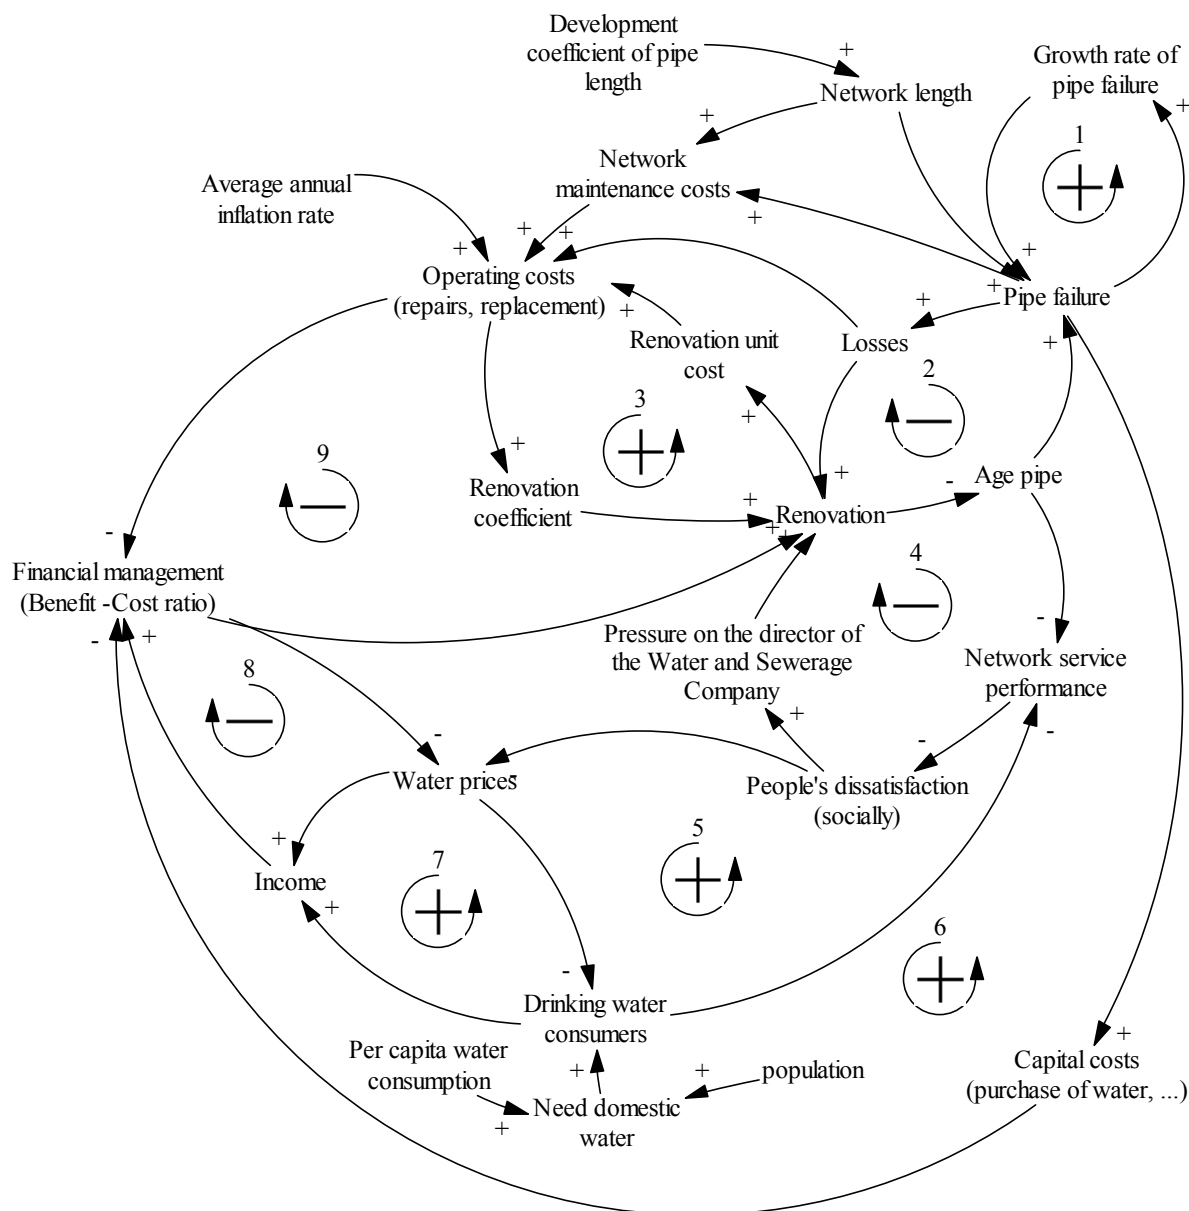 Development
coefficient of pipe
length
+
Network length
Growth rate of
pipe failure
+
+
1
+
Network
maintenance costs
+
Average annual
inflation rate
+
+
+
Operating costs
(repairs, replacement)
+
+
Pipe failure
+
+
Renovation unit
cost
+
Losses
+
2
−
3
+
+
+
9
−
Renovation
coefficient
+
+
Renovation
-
Age pipe
+
+
4
−
-
Financial management
(Benefit -Cost ratio)
-
+
Pressure on the director of
the Water and Sewerage
Company
-
Network service
performance
8
−
+
-
-
-
Water prices
-
People's dissatisfaction
(socially)
+
5
+
7
+
Income
+
6
+
-
Drinking water
consumers
+
Per capita water
consumption
+
+
population
Capital costs
(purchase of water, ...)
Need domestic
water
+